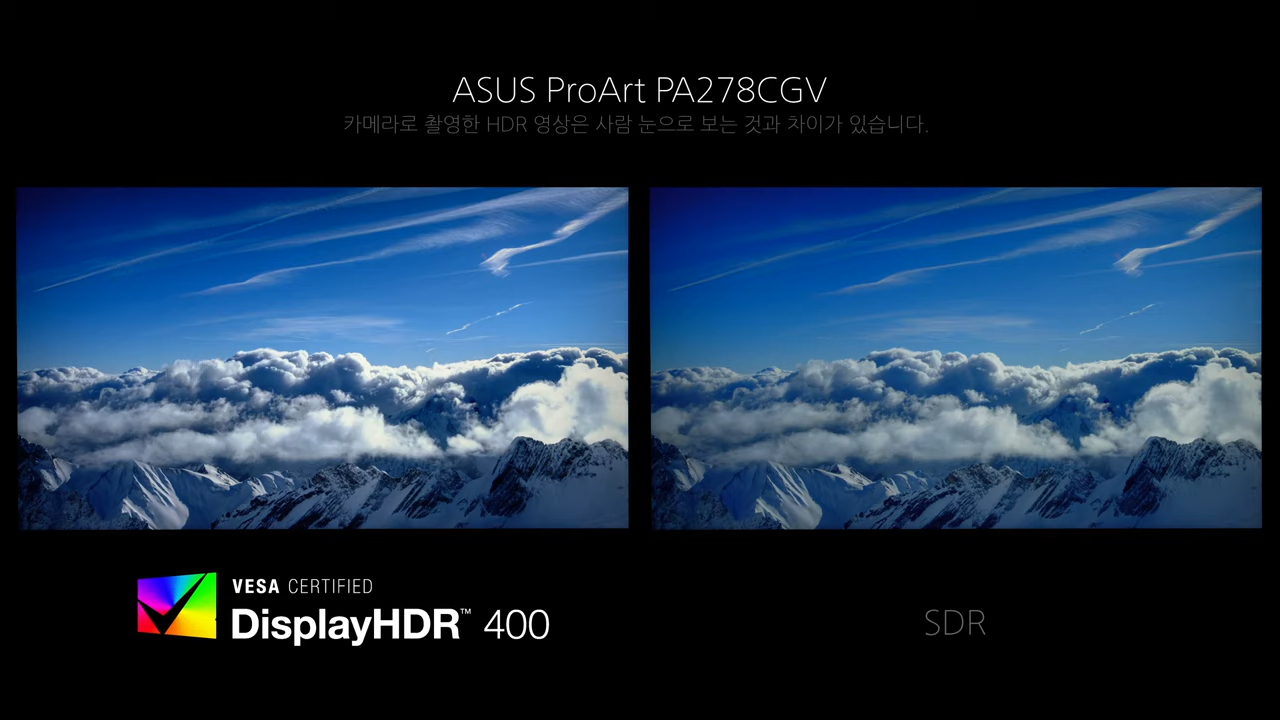 ASUS ProArt PA278CGV
카메라로 촬영한 HDR 영상은 사람 눈으로 보는 것과 차이가 있습니다.
VESA CERTIFIED
DisplayHDR™ 400
SDR